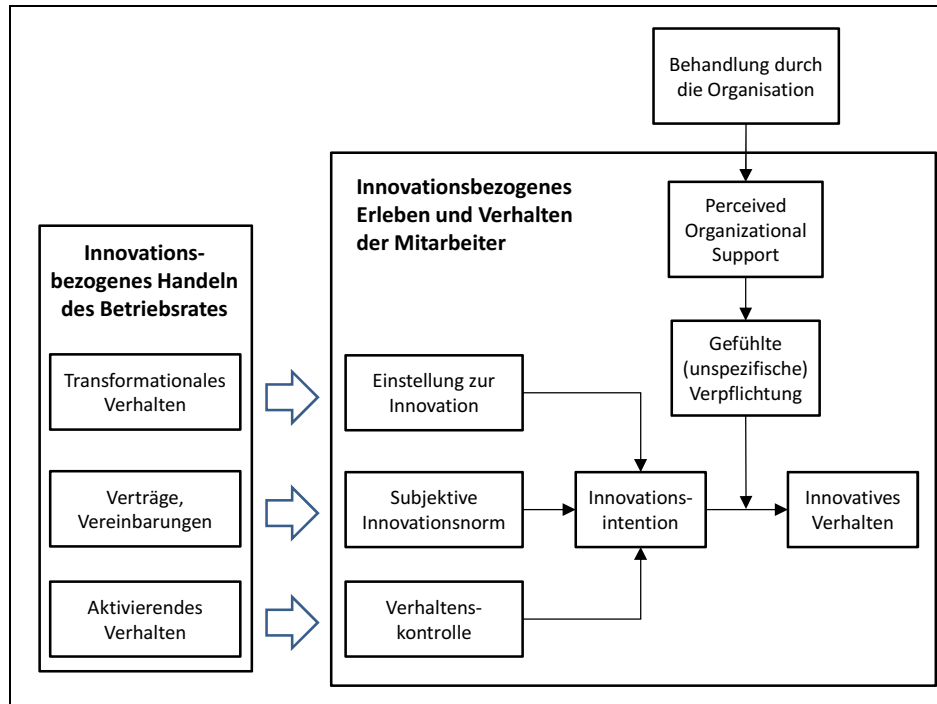 Behandlung durch
die Organisation
Innovationsbezogenes
Erleben und Verhalten
der Mitarbeiter
Perceived
Organizational
Support
Innovations-
bezogenes Handeln
des Betriebsrates
Gefühlte
(unspezifische)
Verpflichtung
Transformationales
Verhalten
Einstellung zur
Innovation
Verträge,
Vereinbarungen
Subjektive
Innovationsnorm
Innovations-
intention
Innovatives
Verhalten
Aktivierendes
Verhalten
Verhaltens-
kontrolle